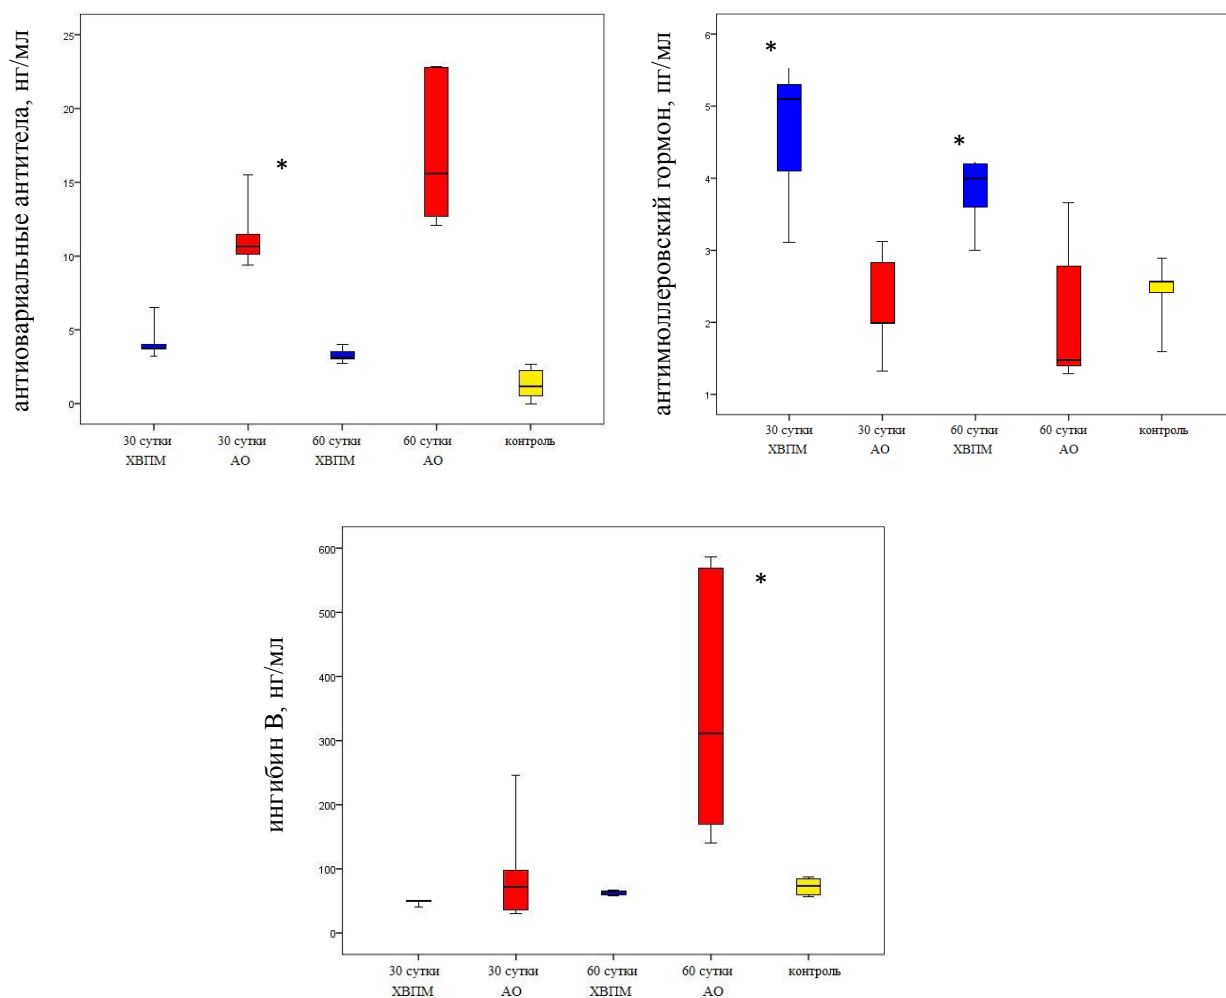 антиовариальные антитела, нг/мл
25
20
15
10
5
0
*
30 сутки 30 сутки 60 сутки 60 сутки контроль
ХВПМ АО ХВПМ АО
антимюллеровский гормон, пг/мл
6
5
4
3
2
1
*
*
30 сутки 30 сутки 60 сутки 60 сутки контроль
ХВПМ АО ХВПМ АО
ингибин В, нг/мл
600
500
400
300
200
100
0
*
30 сутки 30 сутки 60 сутки 60 сутки контроль
ХВПМ АО ХВПМ АО